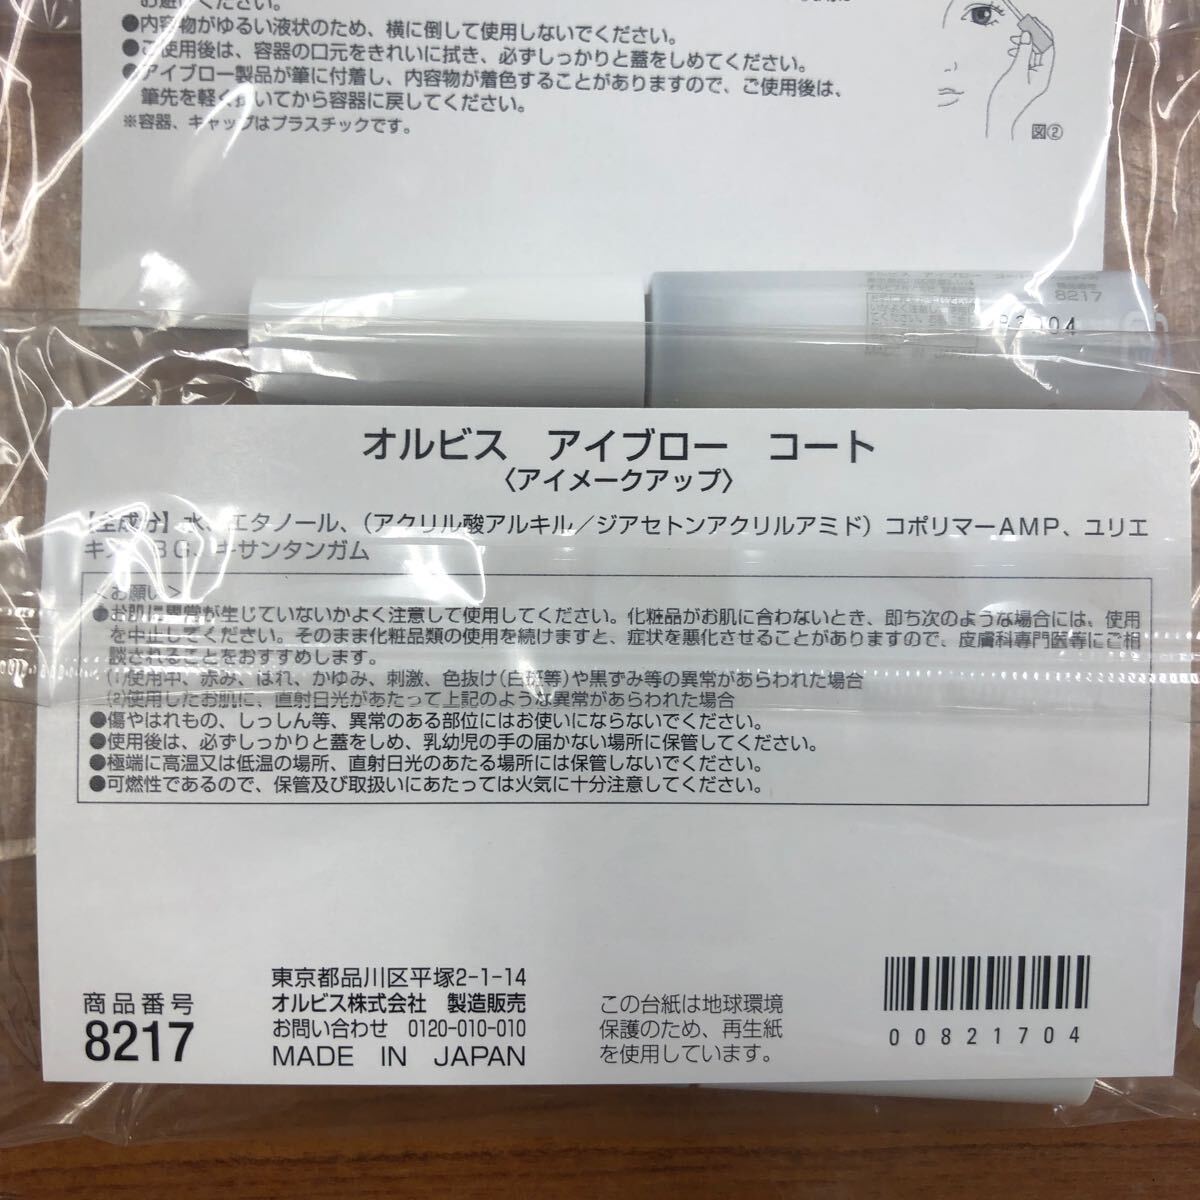 ●内容物がゆるい液状のため、横に倒して使用しないでください。
●ご使用後は、容器の口元をきれいに拭き、必ずしっかりと蓋をしめてください。
●アイブロー製品が筆に付着し、内容物が着色することがありますので、ご使用後は、
筆先を軽く拭いてから容器に戻してください。
※容器、キャップはプラスチックです。
図②
オルビス アイブロー コート
8217
オルビス アイブロー コート
〈アイメークアップ〉
【主成分】水、エタノール、（アクリル酸アルキル／ジアセトンアクリルアミド）コポリマーAMP、ユリエ
キス、BG、キサンタンガム
＜お願い＞
●お肌に異常が生じていないかよく注意して使用してください。化粧品がお肌に合わないとき、即ち次のような場合には、使用
を中止してください。そのまま化粧品類の使用を続けますと、症状を悪化させることがありますので、皮膚科専門医等にご相
談されることをおすすめします。
(1)使用中、赤み、はれ、かゆみ、刺激、色抜け(白斑等)や黒ずみ等の異常があらわれた場合
(2)使用したお肌に、直射日光があたって上記のような異常があらわれた場合
●傷やはれもの、しっしん等、異常のある部位にはお使いにならないでください。
●使用後は、必ずしっかりと蓋をしめ、乳幼児の手の届かない場所に保管してください。
●極端に高温又は低温の場所、直射日光のあたる場所には保管しないでください。
●可燃性であるので、保管及び取扱いにあたっては火気に十分注意してください。
商品番号
8217
東京都品川区平塚2-1-14
オルビス株式会社 製造販売
お問い合わせ 0120-010-010
MADE IN JAPAN
この台紙は地球環境
保護のため、再生紙
を使用しています。
00821704